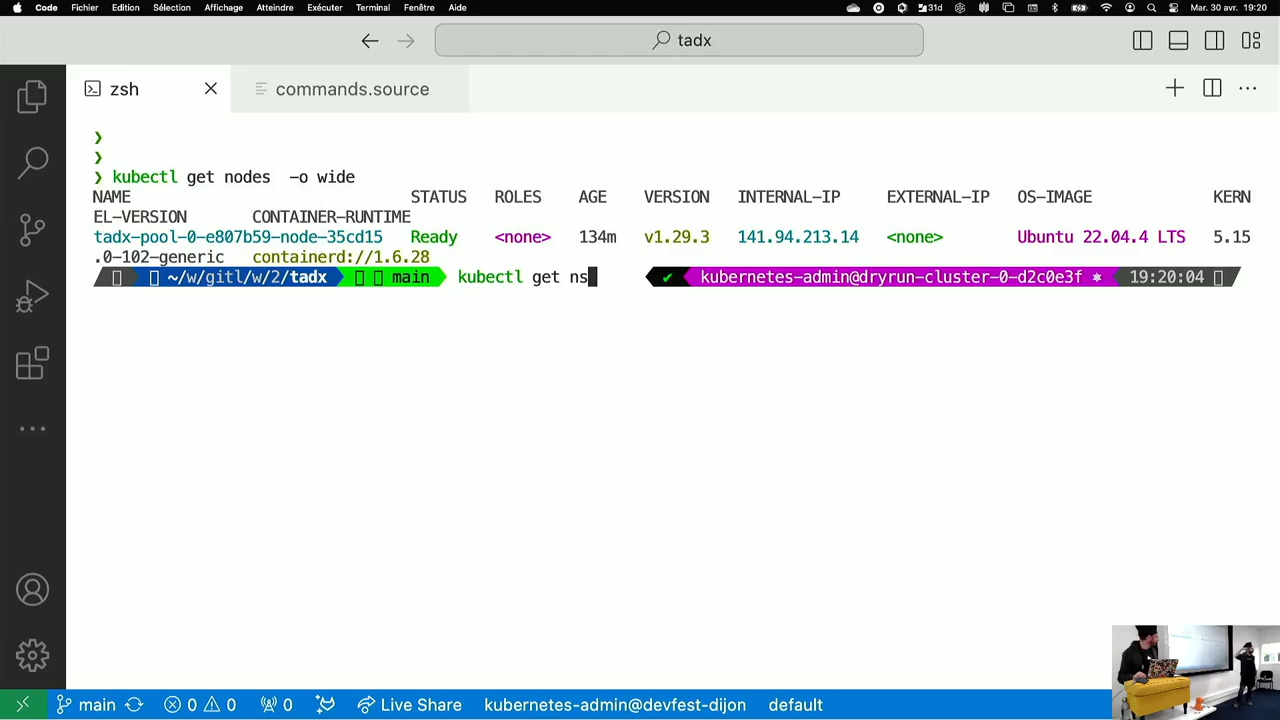 Code Fichier Edition Sélection Affichage Atteindre Exécuter Terminal Fenêtre Aide 31d Mar. 30 avr. 19:20
tadx
zsh commands.source
❯
❯
❯ kubectl get nodes -o wide
NAME STATUS ROLES AGE VERSION INTERNAL-IP EXTERNAL-IP OS-IMAGE KERN
EL-VERSION CONTAINER-RUNTIME
tadx-pool-0-e807b59-node-35cd15 Ready <none> 134m v1.29.3 141.94.213.14 <none> Ubuntu 22.04.4 LTS 5.15
.0-102-generic containerd://1.6.28
~/w/gitl/w/2/tadx main kubectl get ns ✔ kubernetes-admin@dryrun-cluster-0-d2c0e3f 19:20:04
main 0 0 0 Live Share kubernetes-admin@devfest-dijon default